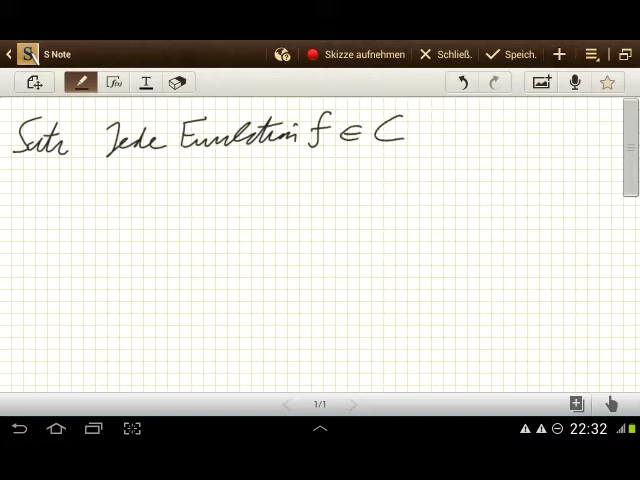 S Note
Skizze aufnehmen
Schließ.
Speich.
f(x)
T
Satz Jede Funktion f ∈ C
1/1
22:32